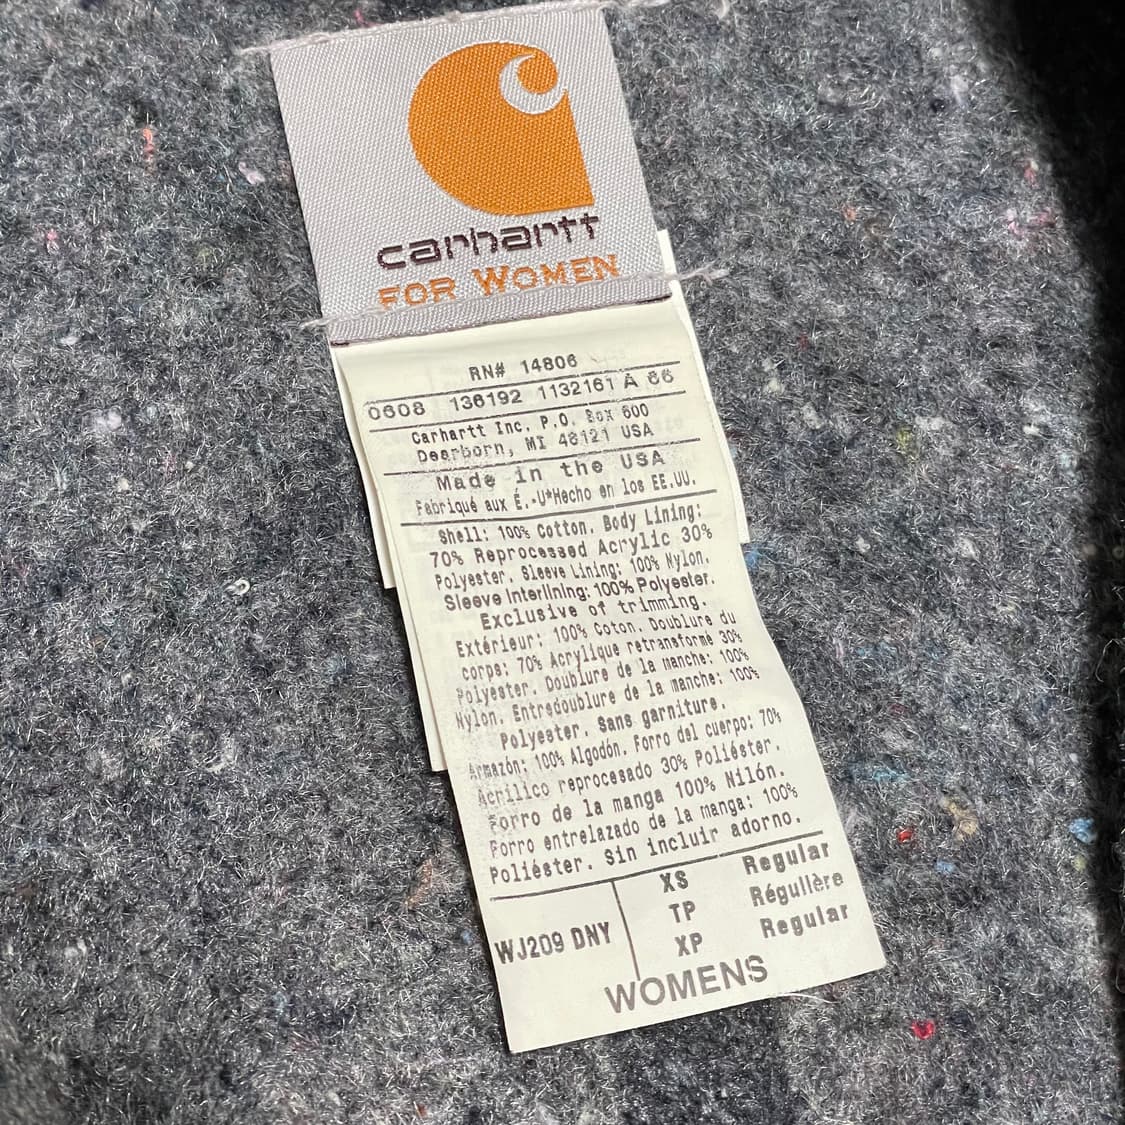 carhartt
FOR WOMEN
RN# 14806
0608 136192 1132161 A 66
Carhartt Inc. P.O. Box 600
Dearborn, MI 48121 USA
Made in the USA
Fabriqué aux É.-U*Hecho en los EE.UU.
Shell: 100% Cotton. Body Lining:
70% Reprocessed Acrylic 30%
Polyester. Sleeve Lining: 100% Nylon.
Sleeve Interlining: 100% Polyester.
Exclusive of trimming.
Extérieur: 100% Coton. Doublure du
corps: 70% Acrylique retransformé 30%
Polyester. Doublure de la manche: 100%
Nylon. Entredoublure de la manche: 100%
Polyester. Sans garniture.
Armazón: 100% Algodón. Forro del cuerpo: 70%
Acrilico reprocesado 30% Poliéster.
Forro de la manga 100% Nilón.
Forro entrelazado de la manga: 100%
Poliéster. Sin incluir adorno.
XS Regular
TP Régulière
WJ209 DNY XP Regular
WOMENS